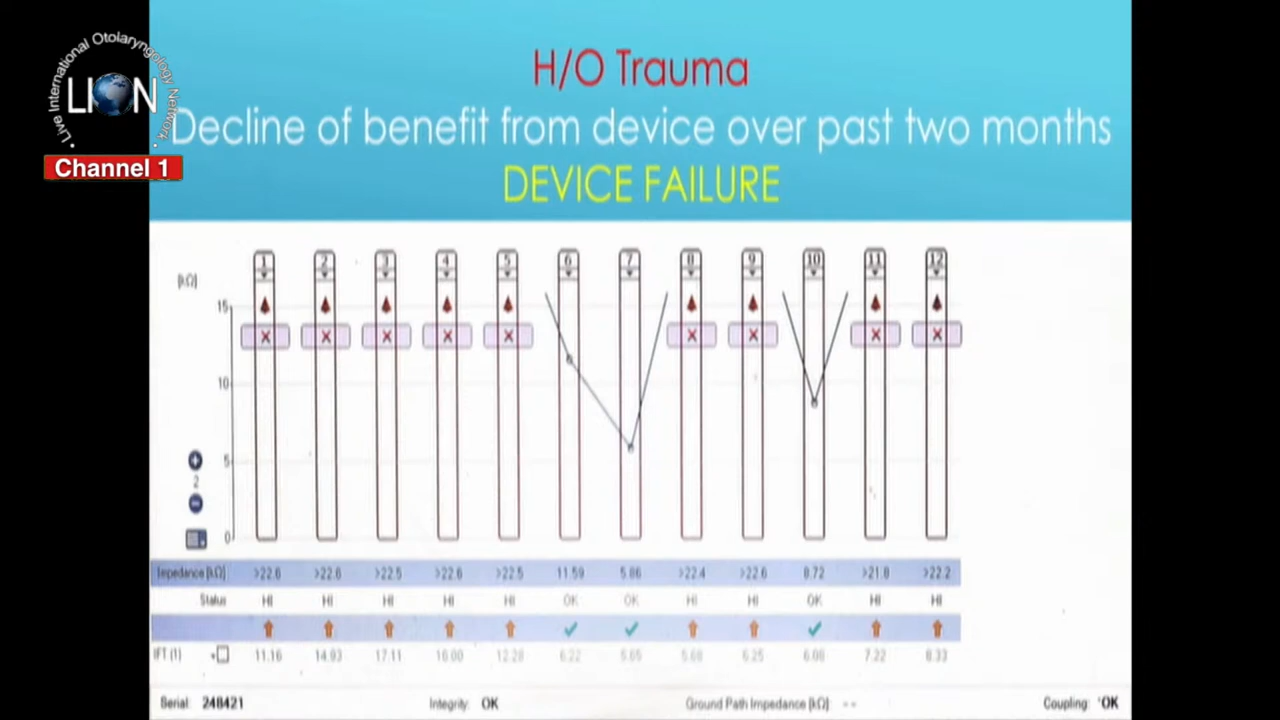 Live International Otolaryngology Network
LION
Channel 1
H/O Trauma
Decline of benefit from device over past two months
DEVICE FAILURE
1 2 3 4 5 6 7 8 9 10 11 12
[kΩ]
15
X X X X X X X X X
10
5
2
0
Impedance [kΩ] >22.6 >22.6 >22.5 >22.6 >22.5 11.59 5.86 >22.4 >22.6 8.72 >21.8 >22.2
Status HI HI HI HI HI OK OK HI HI OK HI HI
IFT (1) 11.16 14.93 17.11 16.00 12.28 6.22 5.65 5.68 6.25 6.08 7.22 8.33
Serial: 248421 Integrity: OK Ground Path Impedance [kΩ]: -- Coupling: OK